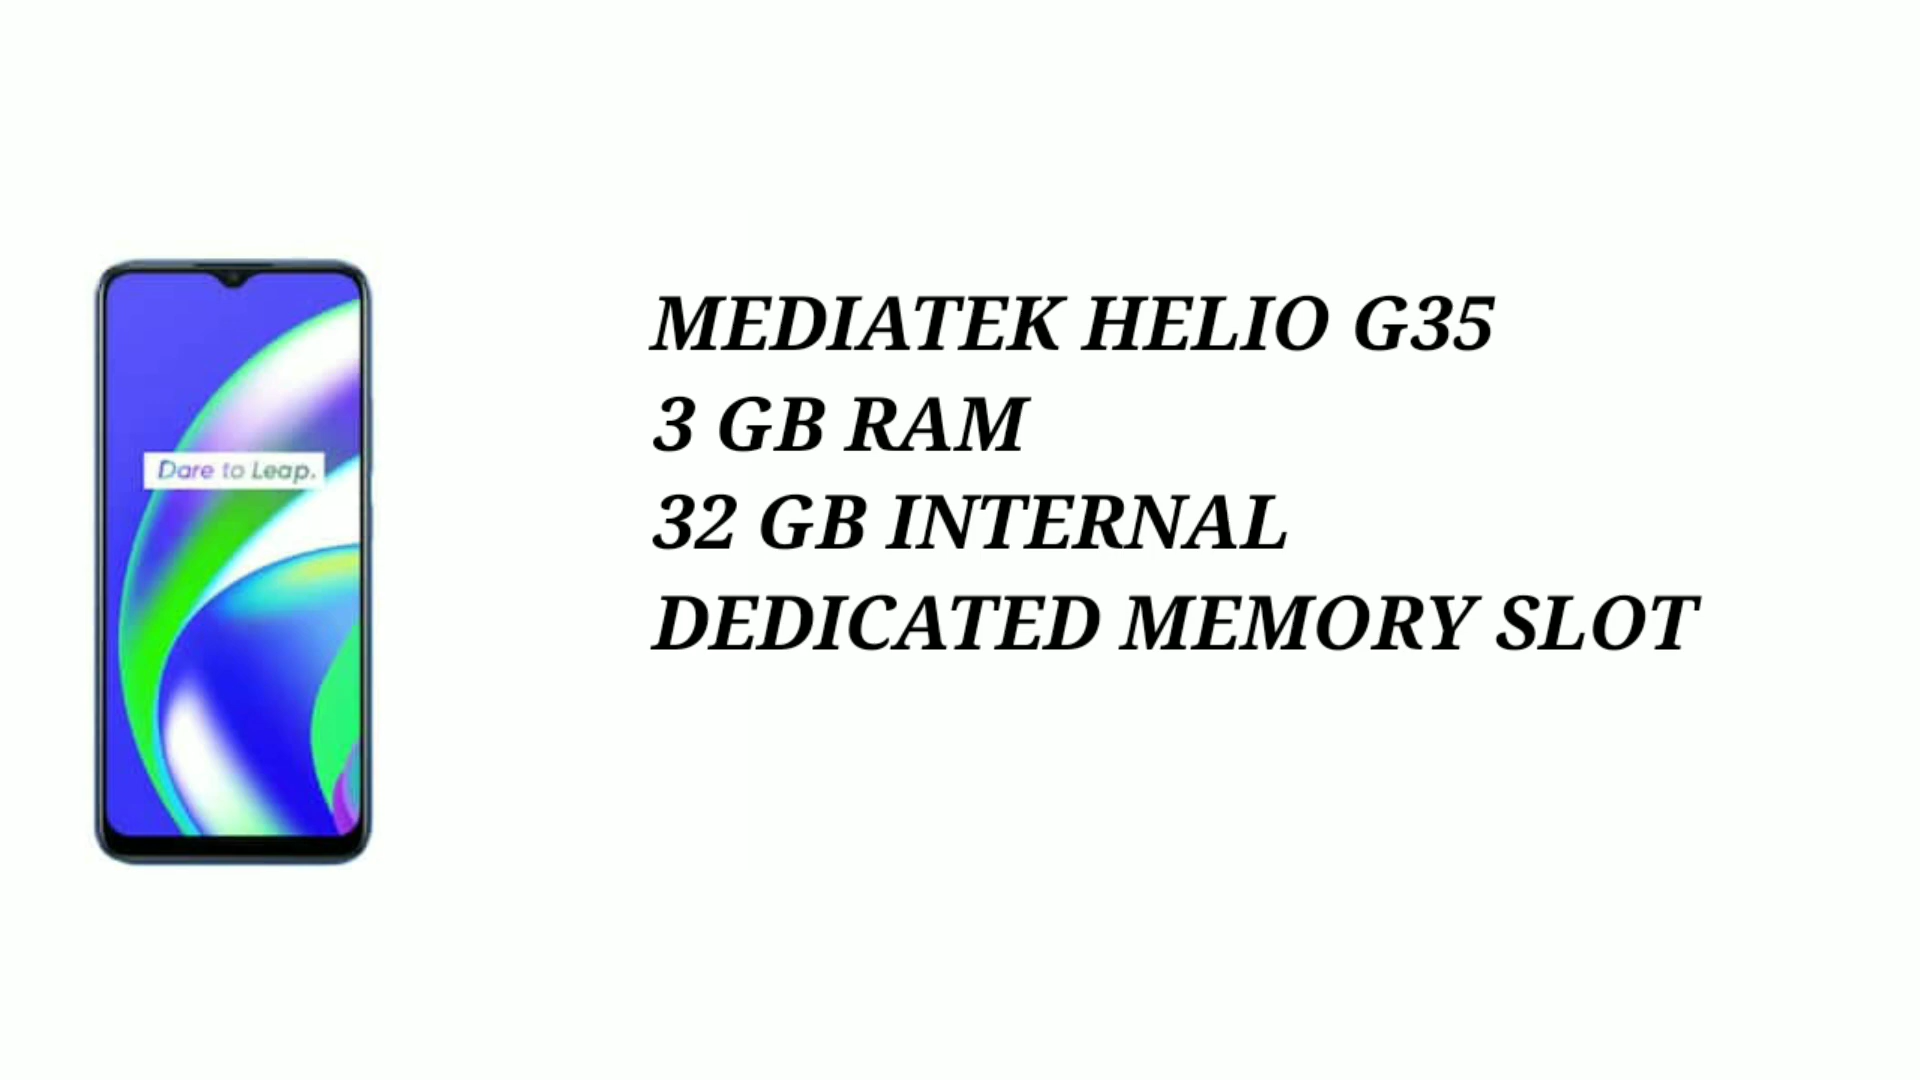 Dare to Leap.
MEDIATEK HELIO G35
3 GB RAM
32 GB INTERNAL
DEDICATED MEMORY SLOT